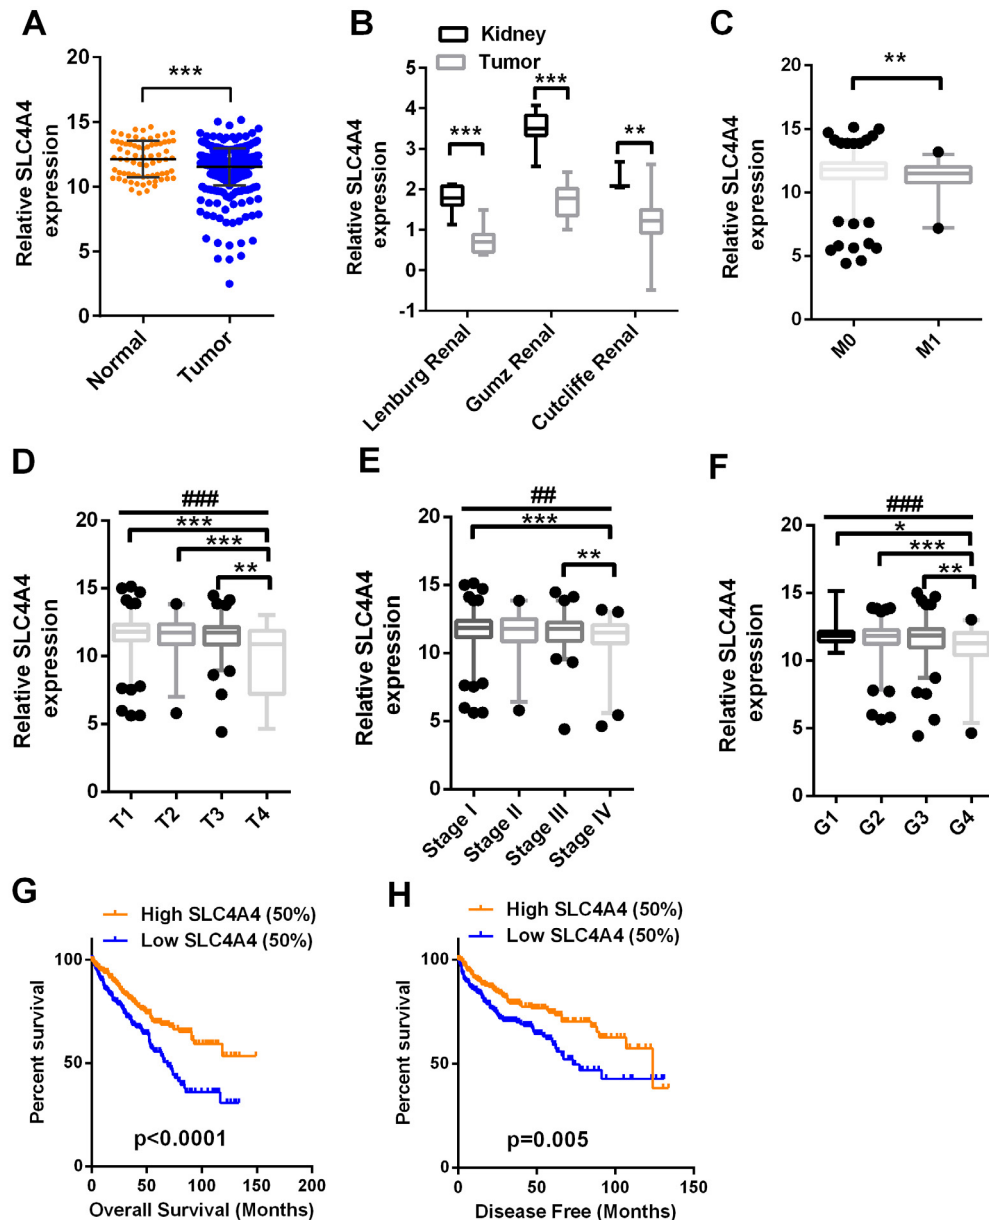 A
Relative SLC4A4
expression
20
15
10
5
0
***
Normal
Tumor
B
Kidney
Tumor
Relative SLC4A4
expression
5
4
3
2
1
0
-1
***
***
**
Lenburg Renal
Gumz Renal
Cutcliffe Renal
C
Relative SLC4A4
expression
20
15
10
5
0
**
M0
M1
D
Relative SLC4A4
expression
20
15
10
5
0
###
***
***
**
T1
T2
T3
T4
E
Relative SLC4A4
expression
20
15
10
5
0
##
***
**
Stage I
Stage II
Stage III
Stage IV
F
Relative SLC4A4
expression
20
15
10
5
0
###
*
***
**
G1
G2
G3
G4
G
High SLC4A4 (50%)
Low SLC4A4 (50%)
Percent survival
100
50
0
p<0.0001
0 50 100 150 200
Overall Survival (Months)
H
High SLC4A4 (50%)
Low SLC4A4 (50%)
Percent survival
100
50
0
p=0.005
0 50 100 150
Disease Free (Months)